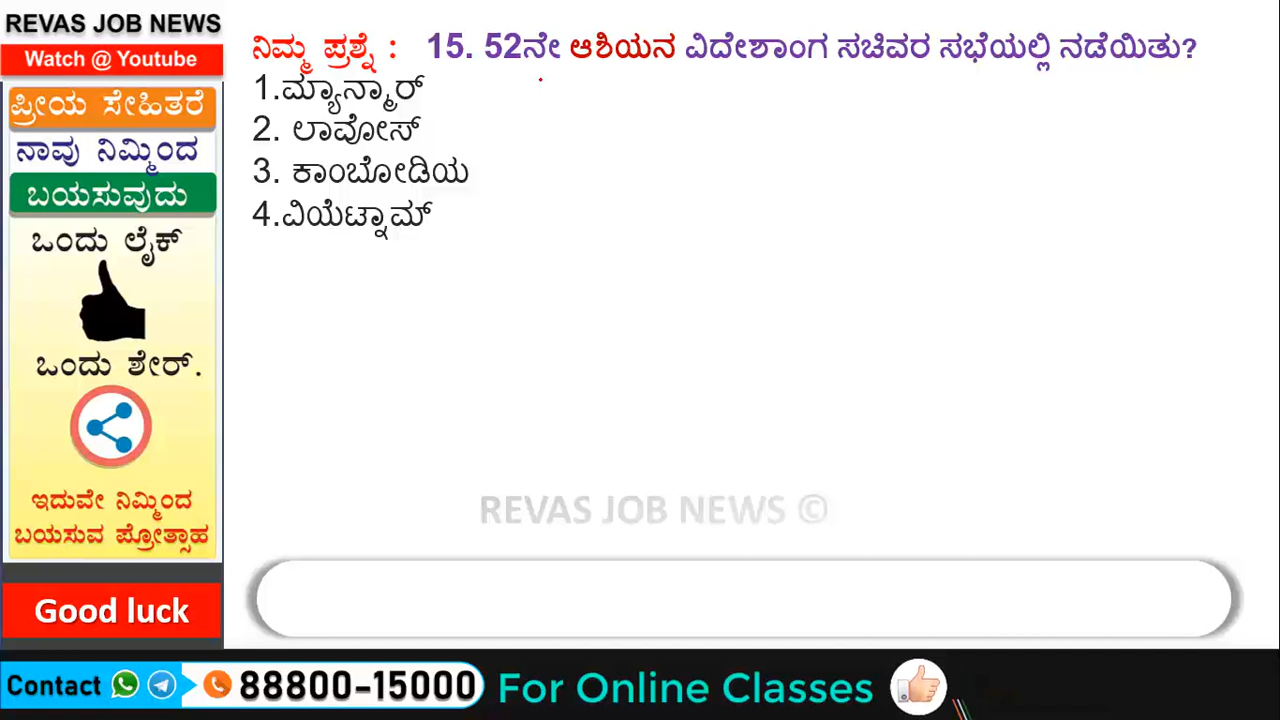 REVAS JOB NEWS
Watch @ Youtube
ಪ್ರೀಯ ಸೇಹಿತರೆ
ನಾವು ನಿಮ್ಮಿಂದ
ಬಯಸುವುದು
ಒಂದು ಲೈಕ್
ಒಂದು ಶೇರ್.
ಇದುವೇ ನಿಮ್ಮಿಂದ
ಬಯಸುವ ಪ್ರೋತ್ಸಾಹ
Good luck
ನಿಮ್ಮ ಪ್ರಶ್ನೆ : 15. 52ನೇ ಆಶಿಯನ ವಿದೇಶಾಂಗ ಸಚಿವರ ಸಭೆಯಲ್ಲಿ ನಡೆಯಿತು?
1.ಮ್ಯಾನ್ಮಾರ್
2. ಲಾವೋಸ್
3. ಕಾಂಬೋಡಿಯ
4.ವಿಯೆಟ್ನಾಮ್
REVAS JOB NEWS ©
Contact 88800-15000 For Online Classes